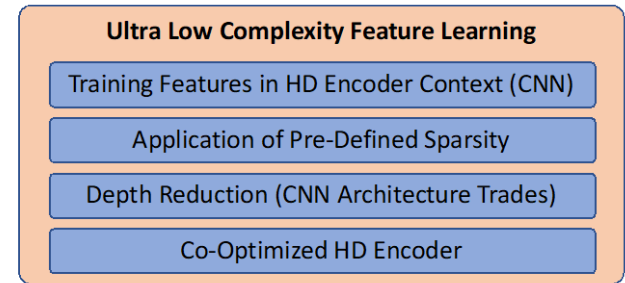 Ultra Low Complexity Feature Learning
Training Features in HD Encoder Context (CNN)
Application of Pre-Defined Sparsity
Depth Reduction (CNN Architecture Trades)
Co-Optimized HD Encoder